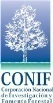 CONIF
Corporación Nacional
de Investigación y
Fomento Forestal